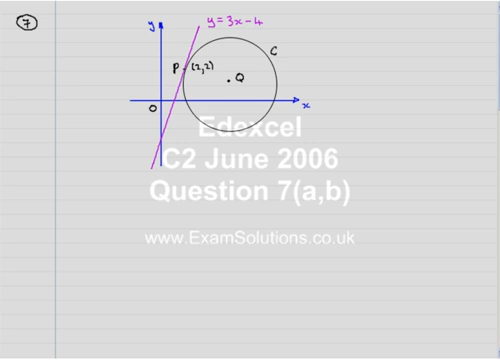 7
y
y = 3x - 4
C
P
(2,2)
Q
O
x
Edexcel
C2 June 2006
Question 7(a,b)
www.ExamSolutions.co.uk